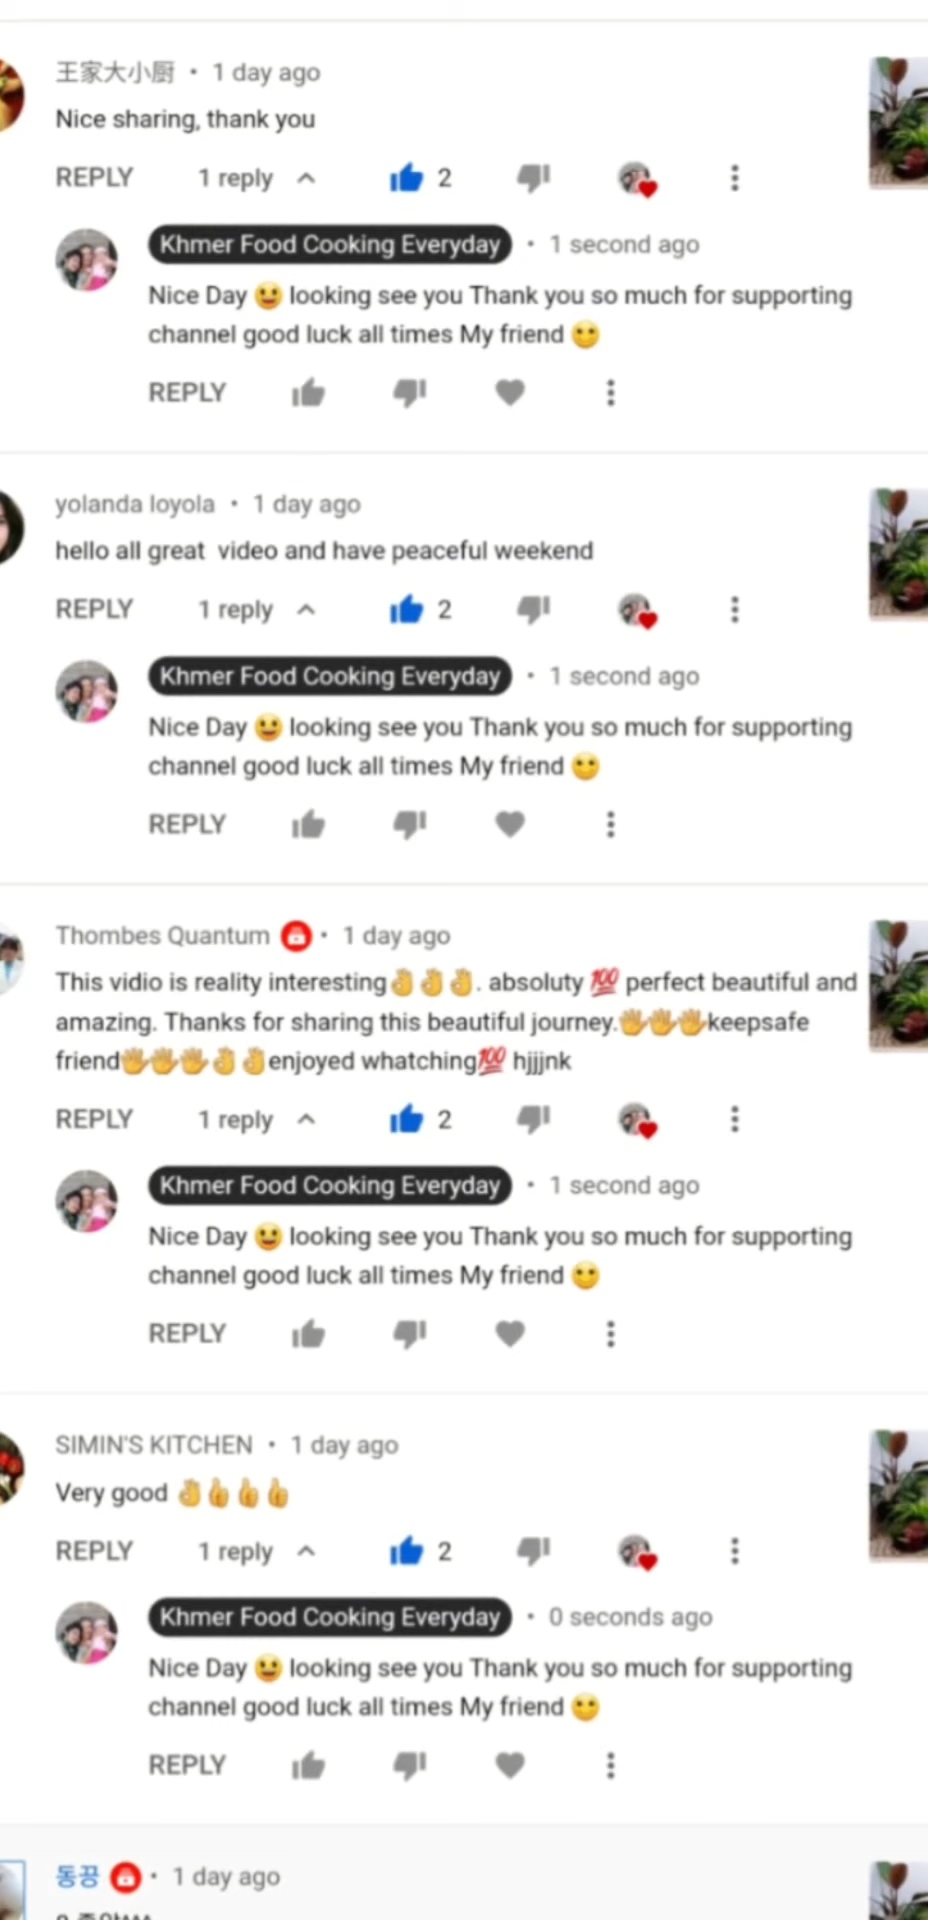 王家大小厨 • 1 day ago
Nice sharing, thank you
REPLY 1 reply 2
Khmer Food Cooking Everyday • 1 second ago
Nice Day 😀 looking see you Thank you so much for supporting
channel good luck all times My friend 🙂
REPLY
yolanda loyola • 1 day ago
hello all great  video and have peaceful weekend
REPLY 1 reply 2
Khmer Food Cooking Everyday • 1 second ago
Nice Day 😀 looking see you Thank you so much for supporting
channel good luck all times My friend 🙂
REPLY
Thombes Quantum • 1 day ago
This vidio is reality interesting👌👌👌. absoluty 💯 perfect beautiful and
amazing. Thanks for sharing this beautiful journey.👋👋👋keepsafe
friend👋👋👋👌👌enjoyed whatching💯 hjjjnk
REPLY 1 reply 2
Khmer Food Cooking Everyday • 1 second ago
Nice Day 😀 looking see you Thank you so much for supporting
channel good luck all times My friend 🙂
REPLY
SIMIN'S KITCHEN • 1 day ago
Very good 👌👍👍👍
REPLY 1 reply 2
Khmer Food Cooking Everyday • 0 seconds ago
Nice Day 😀 looking see you Thank you so much for supporting
channel good luck all times My friend 🙂
REPLY
동끙 • 1 day ago